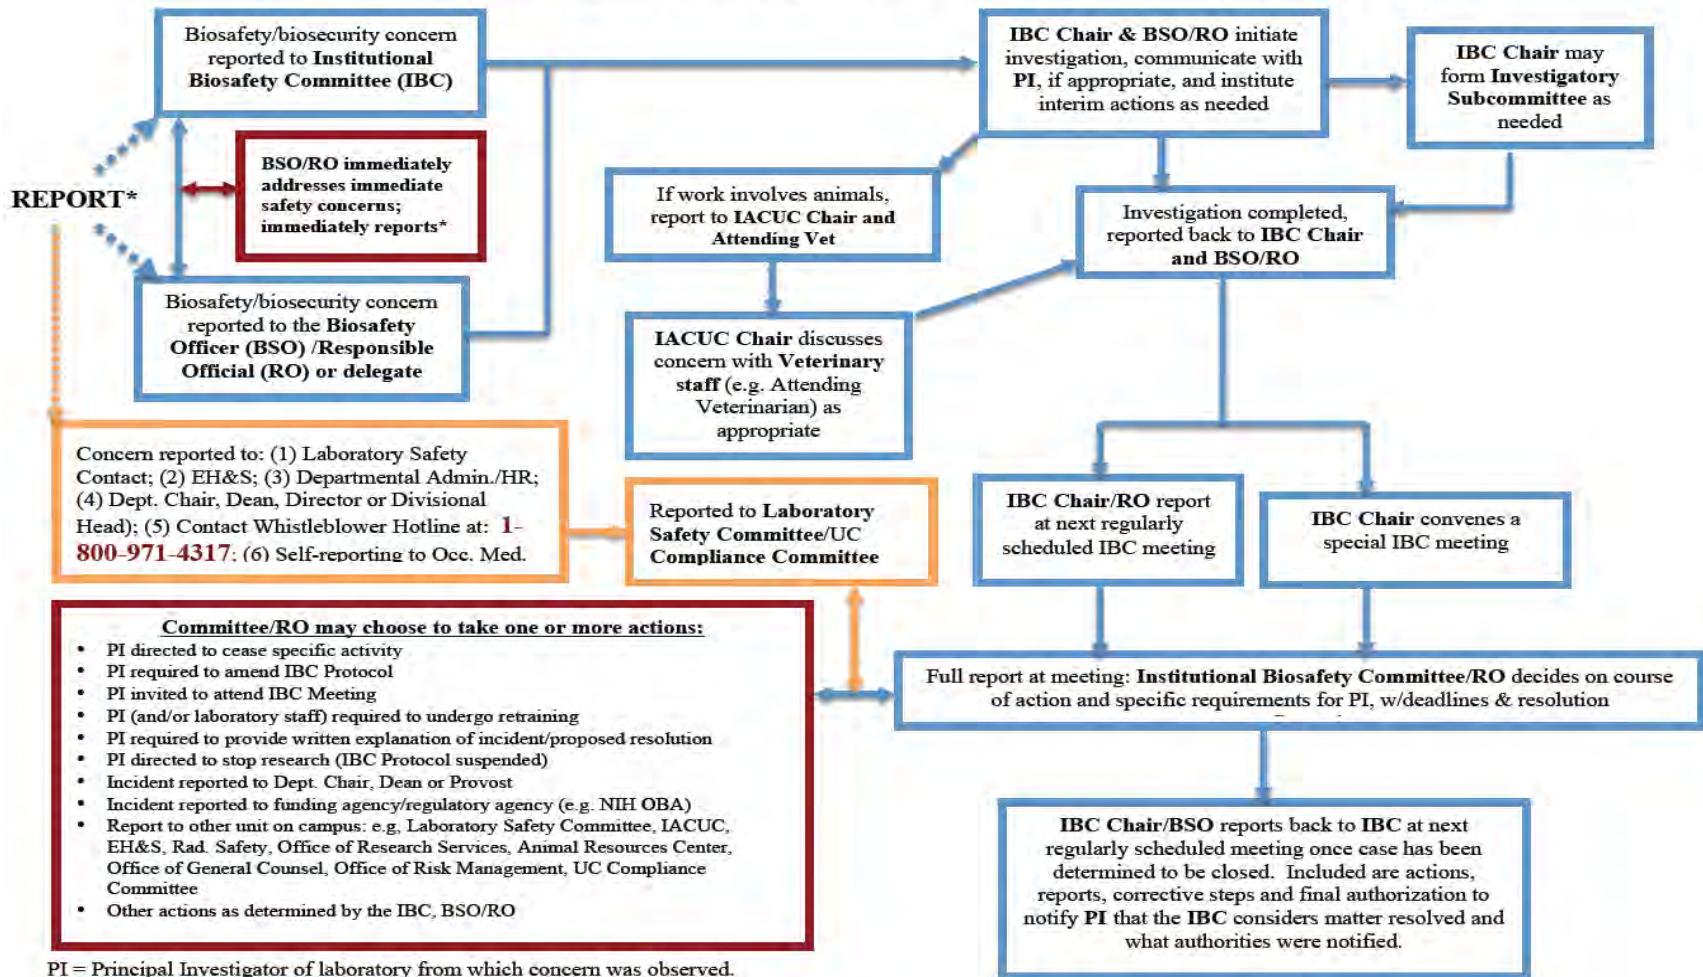 Biosafety/biosecurity concern
reported to Institutional
Biosafety Committee (IBC)
IBC Chair & BSO/RO initiate
investigation, communicate with
PI, if appropriate, and institute
interim actions as needed
IBC Chair may
form Investigatory
Subcommittee as
needed
BSO/RO immediately
addresses immediate
safety concerns;
immediately reports*
REPORT*
If work involves animals,
report to IACUC Chair and
Attending Vet
Investigation completed,
reported back to IBC Chair
and BSO/RO
Biosafety/biosecurity concern
reported to the Biosafety
Officer (BSO) /Responsible
Official (RO) or delegate
IACUC Chair discusses
concern with Veterinary
staff (e.g. Attending
Veterinarian) as
appropriate
Concern reported to: (1) Laboratory Safety
Contact; (2) EH&S; (3) Departmental Admin./HR;
(4) Dept. Chair, Dean, Director or Divisional
Head); (5) Contact Whistleblower Hotline at: 1-
800-971-4317; (6) Self-reporting to Occ. Med.
Reported to Laboratory
Safety Committee/UC
Compliance Committee
IBC Chair/RO report
at next regularly
scheduled IBC meeting
IBC Chair convenes a
special IBC meeting
Committee/RO may choose to take one or more actions:
• PI directed to cease specific activity
• PI required to amend IBC Protocol
• PI invited to attend IBC Meeting
• PI (and/or laboratory staff) required to undergo retraining
• PI required to provide written explanation of incident/proposed resolution
• PI directed to stop research (IBC Protocol suspended)
• Incident reported to Dept. Chair, Dean or Provost
• Incident reported to funding agency/regulatory agency (e.g. NIH OBA)
• Report to other unit on campus: e.g, Laboratory Safety Committee, IACUC,
EH&S, Rad. Safety, Office of Research Services, Animal Resources Center,
Office of General Counsel, Office of Risk Management, UC Compliance
Committee
• Other actions as determined by the IBC, BSO/RO
Full report at meeting: Institutional Biosafety Committee/RO decides on course
of action and specific requirements for PI, w/deadlines & resolution
IBC Chair/BSO reports back to IBC at next
regularly scheduled meeting once case has been
determined to be closed. Included are actions,
reports, corrective steps and final authorization to
notify PI that the IBC considers matter resolved and
what authorities were notified.
PI = Principal Investigator of laboratory from which concern was observed.